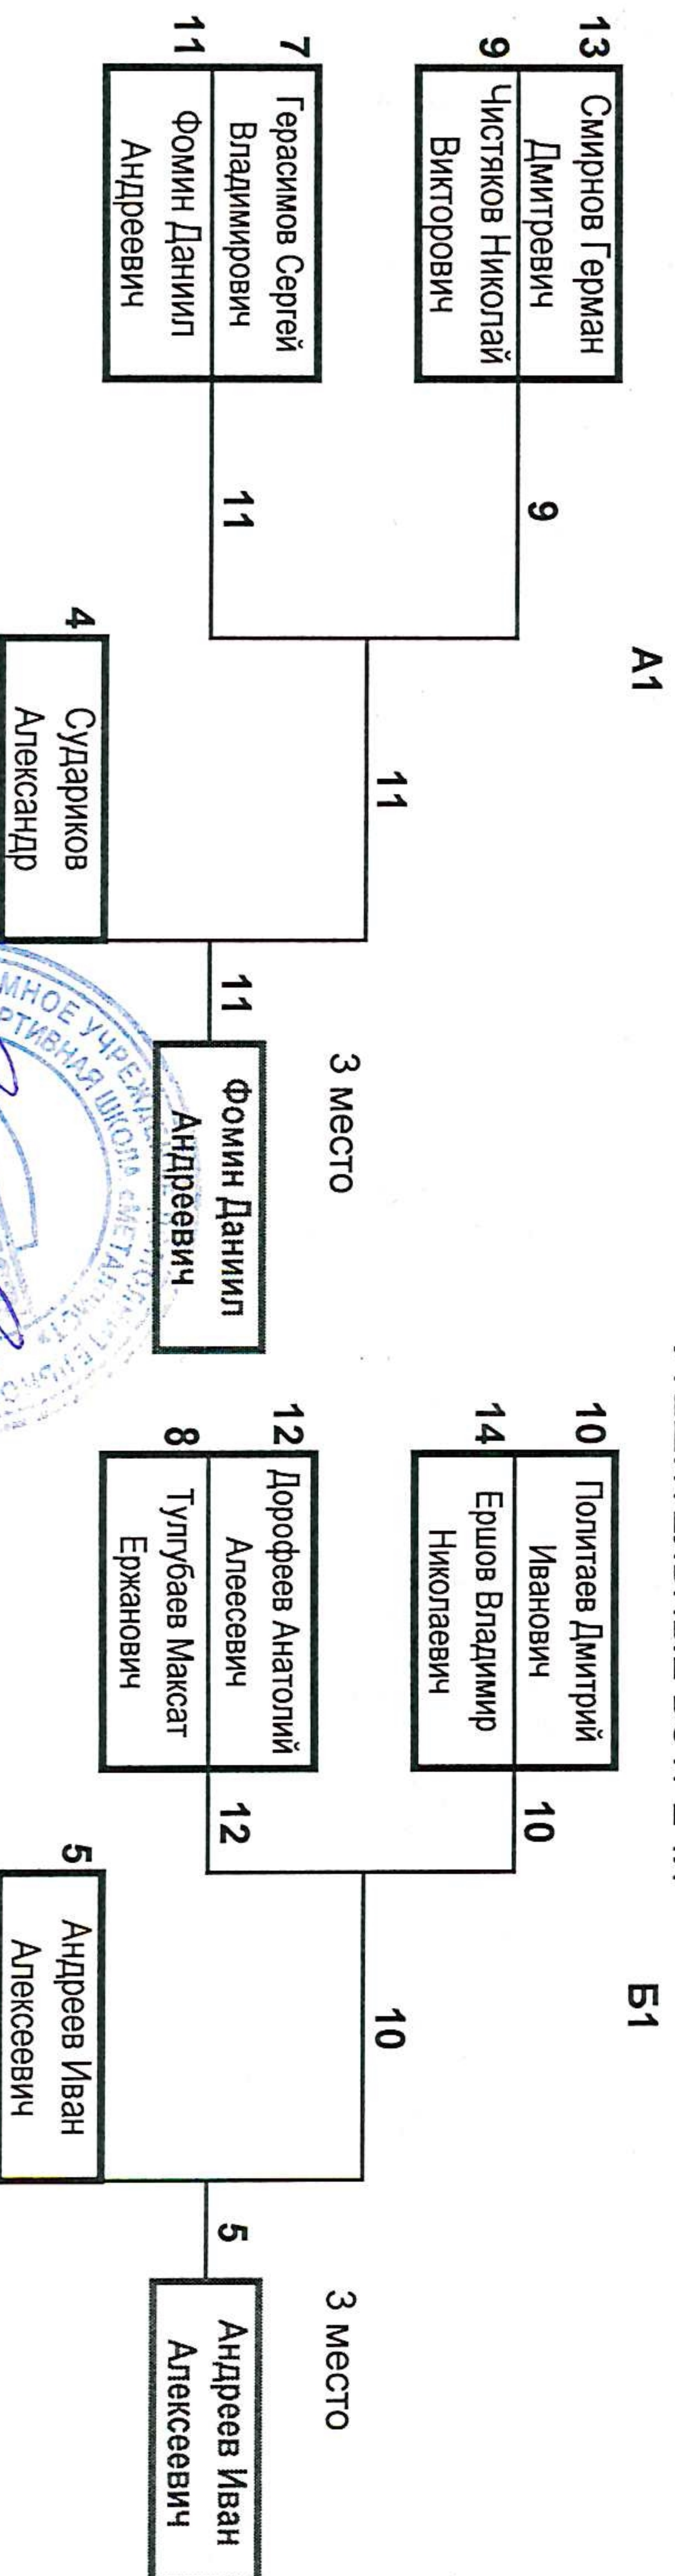 А1
13
Смирнов Герман
Дмитревич
9
Чистяков Николай
Викторович
9
7
Герасимов Сергей
Владимирович
11
Фомин Даниил
Андреевич
11
11
4
Судариков
Александр
11
3 место
Фомин Даниил
Андреевич
Б1
10
Политаев Дмитрий
Иванович
14
Ершов Владимир
Николаевич
10
12
Дорофеев Анатолий
Алеесевич
8
Тулгубаев Максат
Ержанович
12
10
5
Андреев Иван
Алексеевич
5
3 место
Андреев Иван
Алексеевич
ШКОЛА